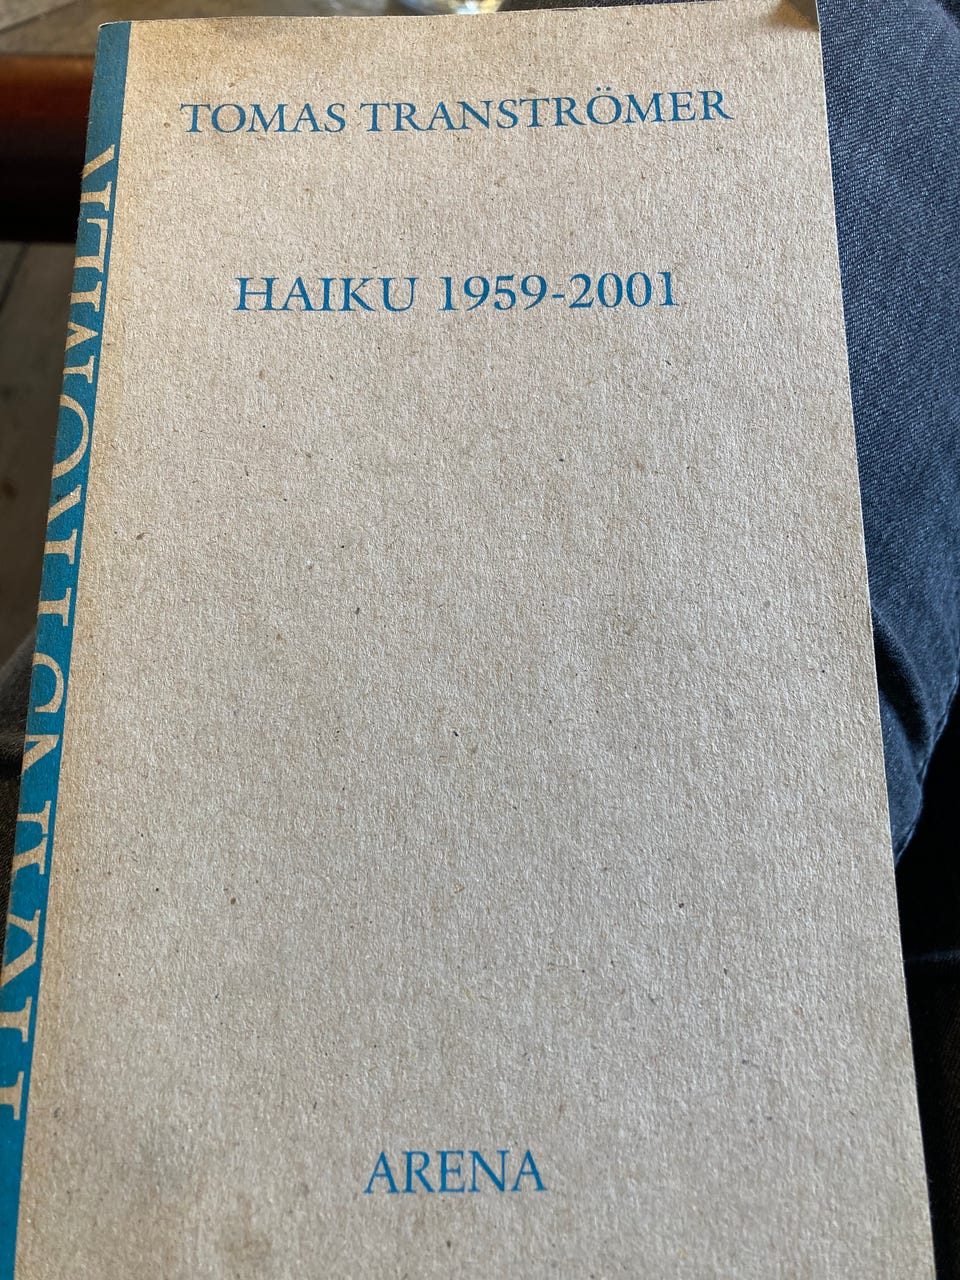 TOMAS TRANSTRÖMER
HAIKU 1959-2001
ARENA